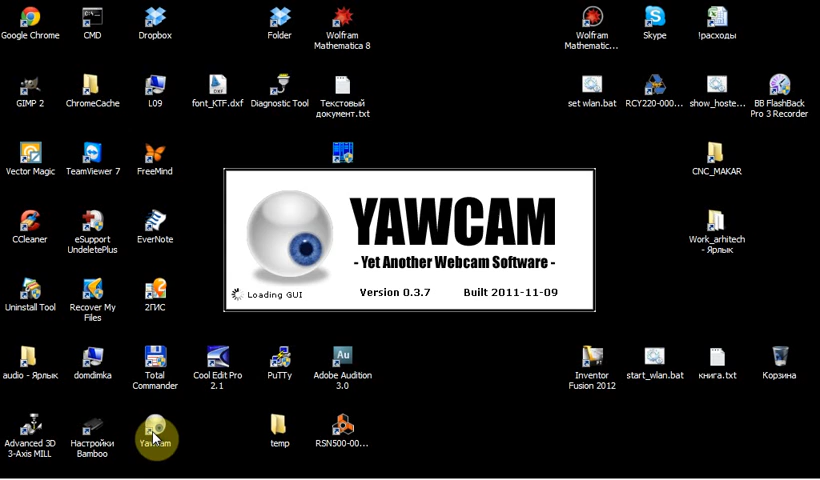 Google Chrome
CMD
Dropbox
Folder
Wolfram
Mathematica 8
Wolfram
Mathematic...
Skype
!расходы
GIMP 2
ChromeCache
L09
font_KTF.dxf
Diagnostic Tool
Текстовый
документ.txt
set wlan.bat
RCY220-000...
show_hoste...
BB FlashBack
Pro 3 Recorder
Vector Magic
TeamViewer 7
FreeMind
CNC_MAKAR
YAWCAM
- Yet Another Webcam Software -
Loading GUI
Version 0.3.7
Built 2011-11-09
CCleaner
eSupport
UndeletePlus
EverNote
Work_arhitech
- Ярлык
Uninstall Tool
Recover My
Files
2ГИС
audio - Ярлык
domdimka
Total
Commander
Cool Edit Pro
2.1
PuTTy
Au
Adobe Audition
3.0
Inventor
Fusion 2012
start_wlan.bat
книга.txt
Корзина
Advanced 3D
3-Axis MILL
Настройки
Bamboo
Yawcam
temp
RSN500-00...